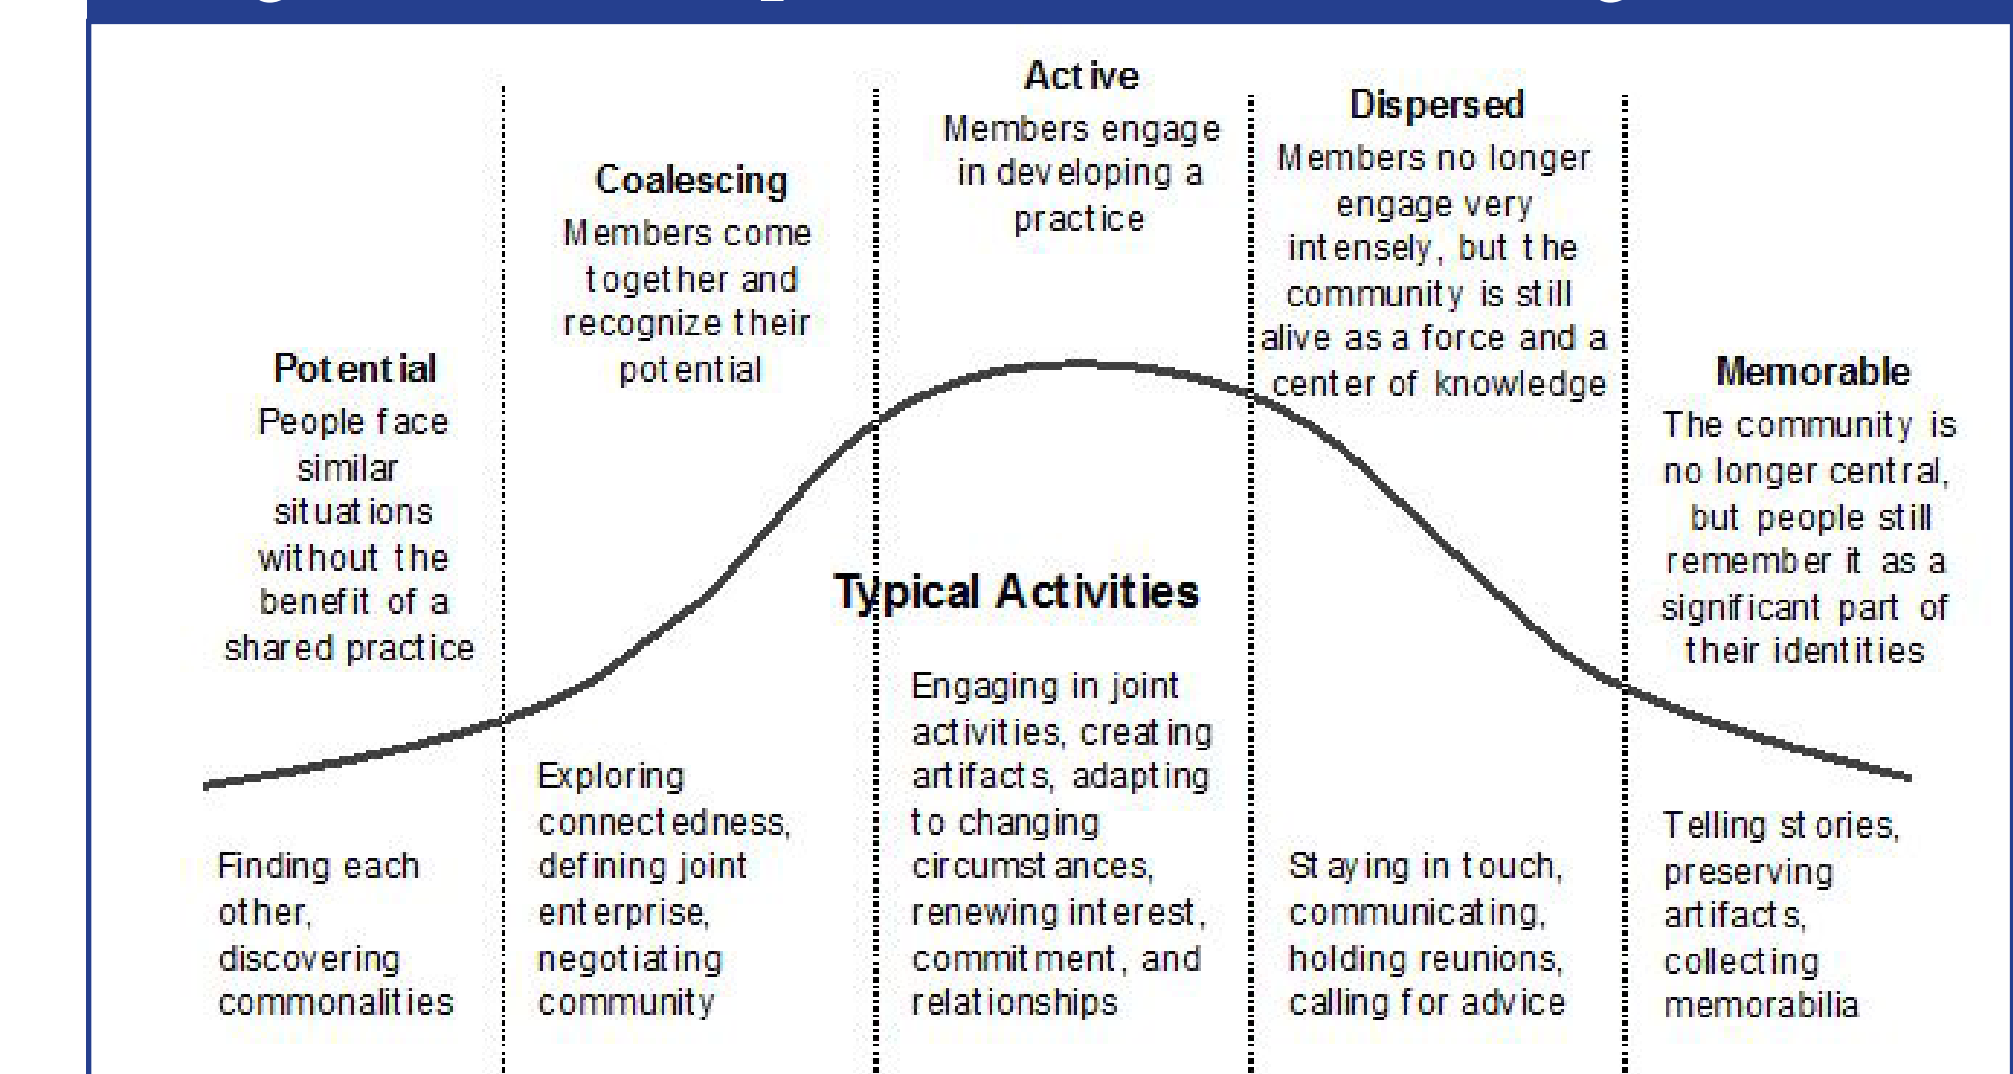 Potential
People face
similar
situations
without the
benefit of a
shared practice
Coalescing
Members come
together and
recognize their
potential
Active
Members engage
in developing a
practice
Dispersed
Members no longer
engage very
intensely, but the
community is still
alive as a force and a
center of knowledge
Memorable
The community is
no longer central,
but people still
remember it as a
significant part of
their identities
Typical Activities
Finding each
other,
discovering
commonalities
Exploring
connectedness,
defining joint
enterprise,
negotiating
community
Engaging in joint
activities, creating
artifacts, adapting
to changing
circumstances,
renewing interest,
commitment, and
relationships
Staying in touch,
communicating,
holding reunions,
calling for advice
Telling stories,
preserving
artifacts,
collecting
memorabilia